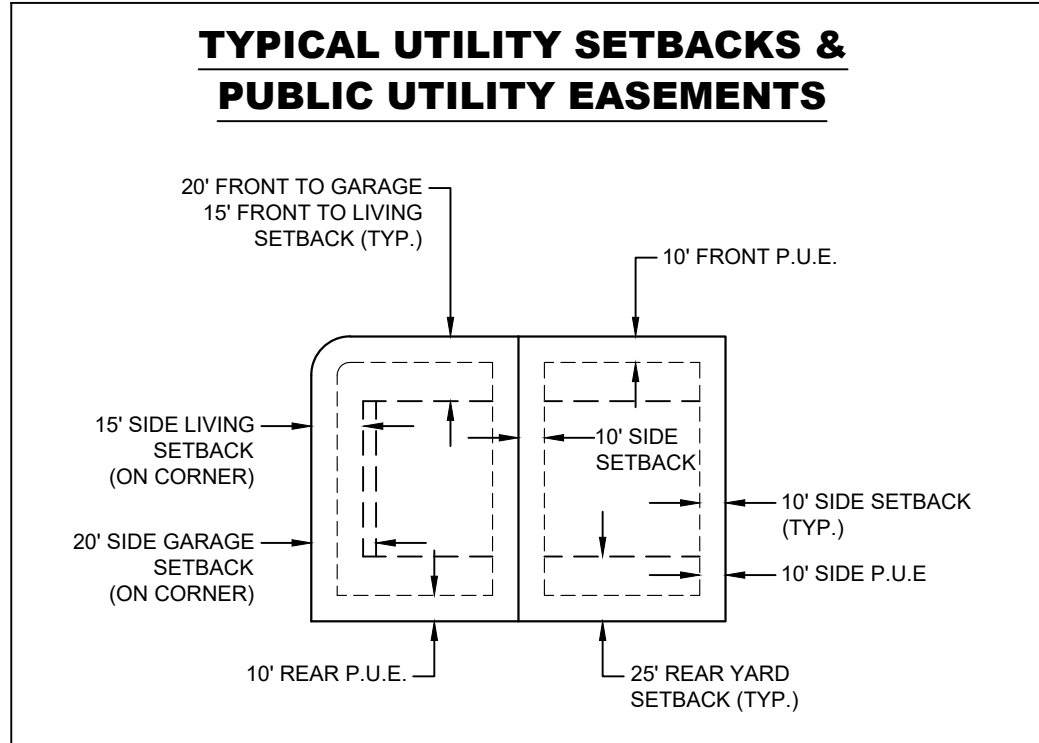 TYPICAL UTILITY SETBACKS &
PUBLIC UTILITY EASEMENTS
20' FRONT TO GARAGE
15' FRONT TO LIVING
SETBACK (TYP.)
10' FRONT P.U.E.
15' SIDE LIVING
SETBACK
(ON CORNER)
10' SIDE
SETBACK
10' SIDE SETBACK
(TYP.)
20' SIDE GARAGE
SETBACK
(ON CORNER)
10' SIDE P.U.E
10' REAR P.U.E.
25' REAR YARD
SETBACK (TYP.)